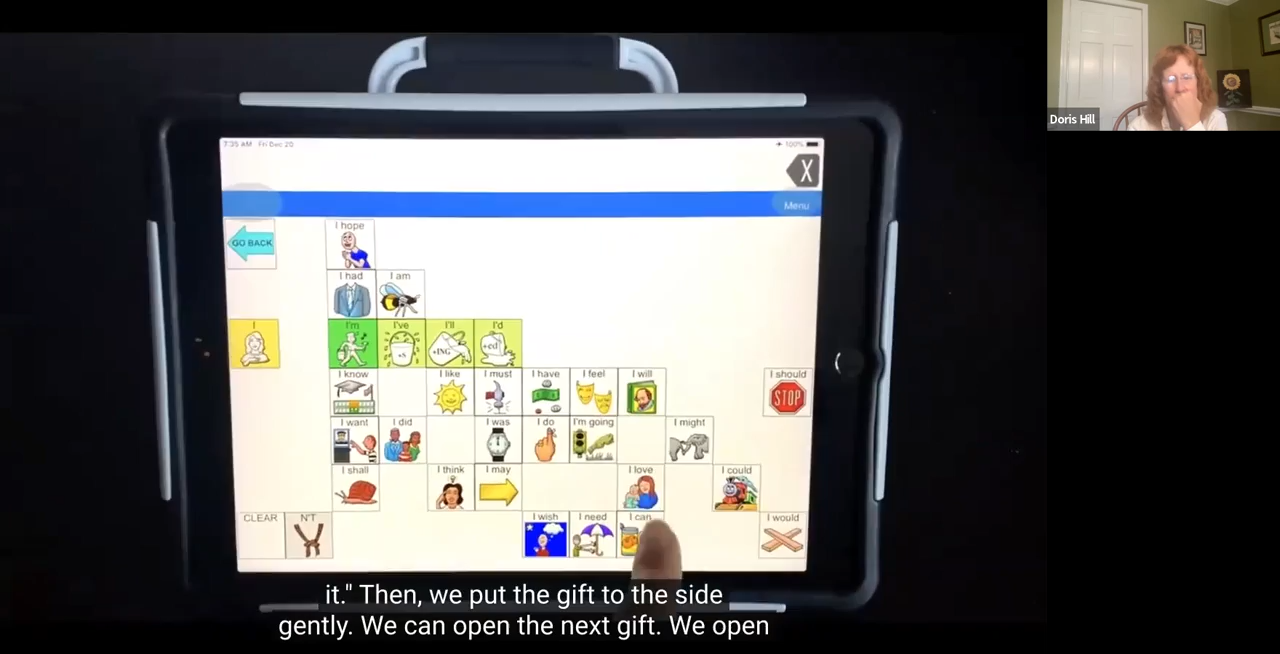 Doris Hill
7:35 AM Fri Dec 20
100%
X
Menu
GO BACK
I hope
I had
I am
I
I'm
I've
I'll
I'd
+S
+ING
+ed
I know
I like
I must
I have
I feel
I will
I should
STOP
I want
I did
I was
I do
I'm going
I might
I shall
I think
I may
I love
I could
CLEAR
N'T
I wish
I need
I can
I would
it." Then, we put the gift to the side
gently. We can open the next gift. We open